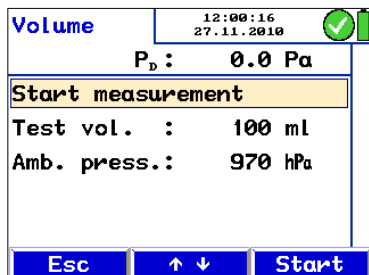 Volume
12:00:16
27.11.2010
P_D: 0.0 Pa
Start measurement
Test vol. : 100 ml
Amb. press.: 970 hPa
Esc ↑ ↓ Start